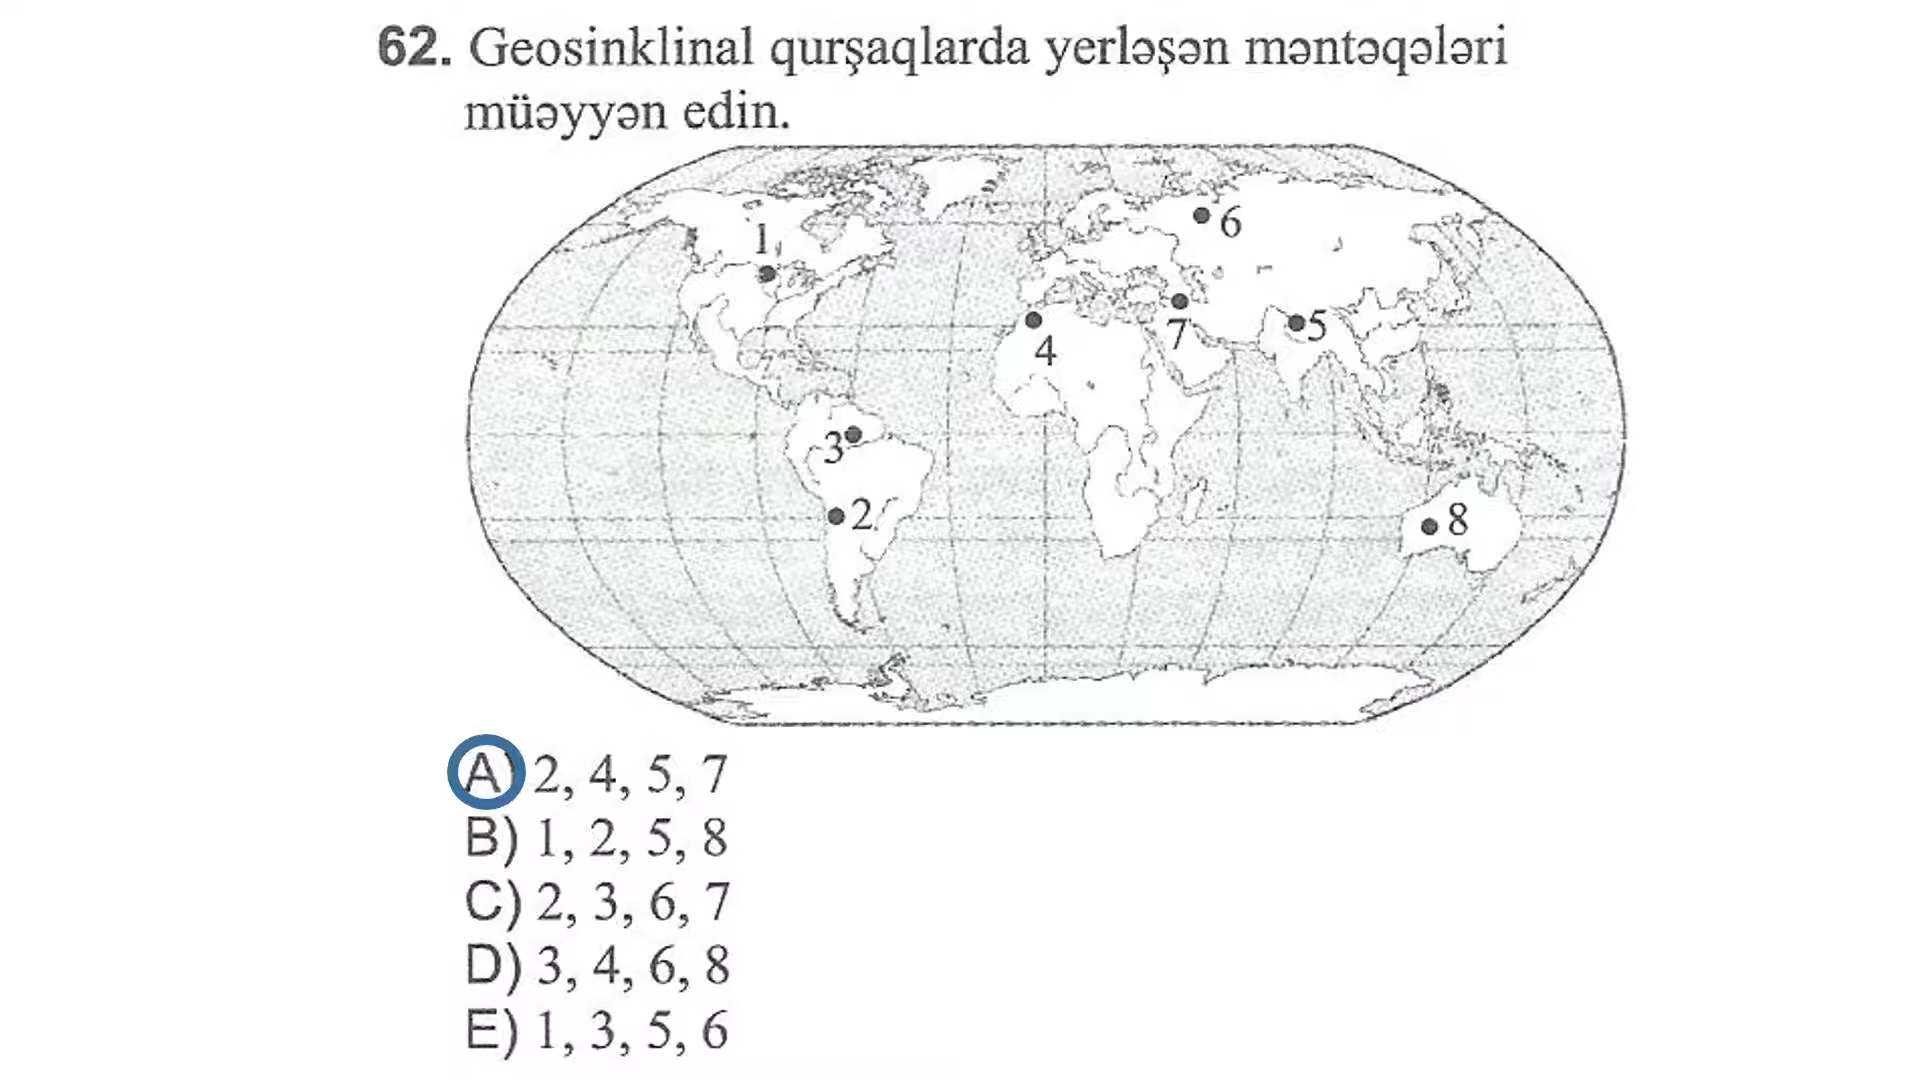 62. Geosinklinal qurşaqlarda yerləşən məntəqələri
müəyyən edin.
1
6
5
7
4
3
2
8
A) 2, 4, 5, 7
B) 1, 2, 5, 8
C) 2, 3, 6, 7
D) 3, 4, 6, 8
E) 1, 3, 5, 6